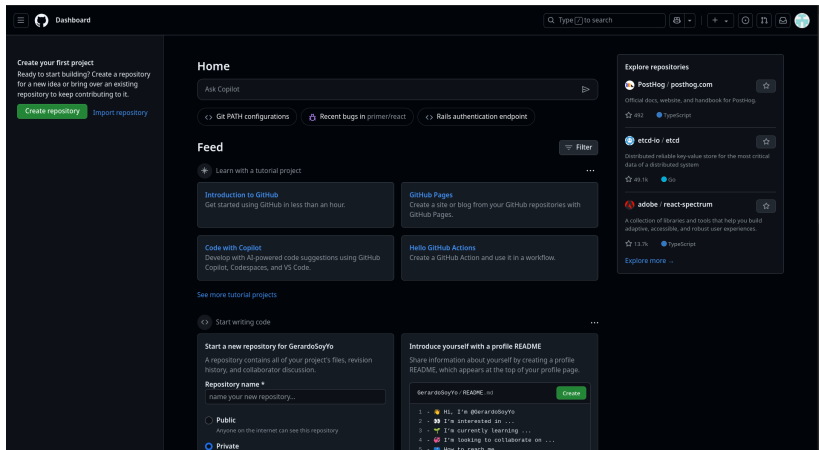 Dashboard
Type / to search
Create your first project
Ready to start building? Create a repository
for a new idea or bring over an existing
repository to keep contributing to it.
Create repository
Import repository
Home
Ask Copilot
Git PATH configurations
Recent bugs in primer/react
Rails authentication endpoint
Feed
Filter
Learn with a tutorial project
Introduction to GitHub
Get started using GitHub in less than an hour.
GitHub Pages
Create a site or blog from your GitHub repositories with
GitHub Pages.
Code with Copilot
Develop with AI-powered code suggestions using GitHub
Copilot, Codespaces, and VS Code.
Hello GitHub Actions
Create a GitHub Action and use it in a workflow.
See more tutorial projects
Start writing code
Start a new repository for GerardoSoyYo
A repository contains all of your project's files, revision
history, and collaborator discussion.
Repository name *
name your new repository...
Public
Anyone on the internet can see this repository
Private
Introduce yourself with a profile README
Share information about yourself by creating a profile
README, which appears at the top of your profile page.
GerardoSoyYo / README.md
Create
1 - 👋 Hi, I'm @GerardoSoyYo
2 - 👀 I'm interested in ...
3 - 🌱 I'm currently learning ...
4 - 💞️ I'm looking to collaborate on ...
5 - 📫 How to reach me
Explore repositories
PostHog / posthog.com
Official docs, website, and handbook for PostHog.
492 TypeScript
etcd-io / etcd
Distributed reliable key-value store for the most critical
data of a distributed system
49.1k Go
adobe / react-spectrum
A collection of libraries and tools that help you build
adaptive, accessible, and robust user experiences.
13.7k TypeScript
Explore more →